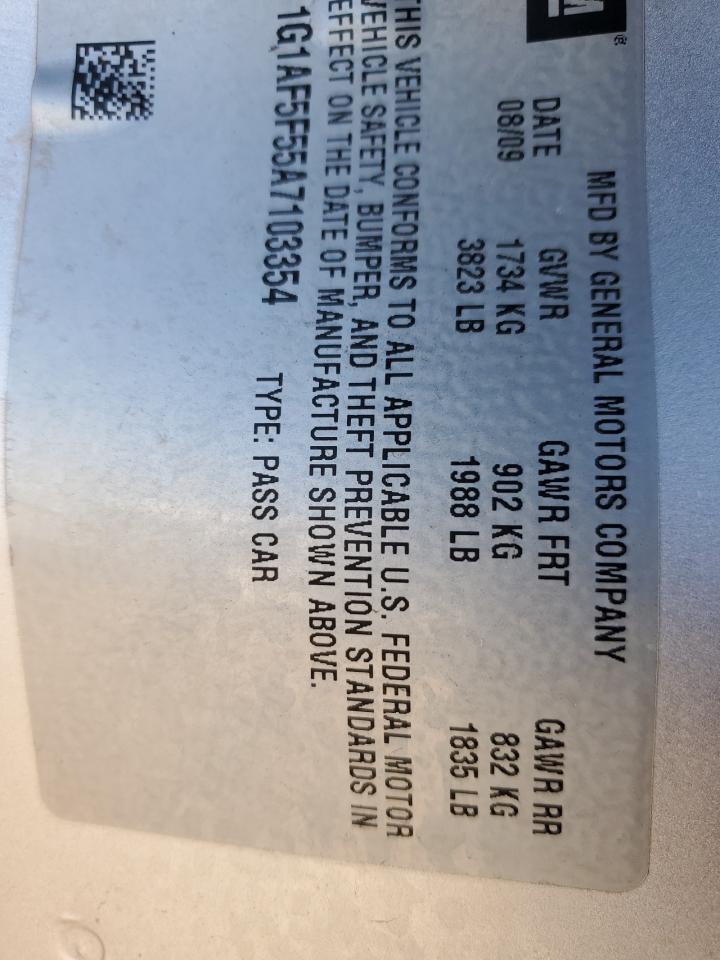 GM®
MFD BY GENERAL MOTORS COMPANY
DATE GVWR GAWR FRT GAWR RR
08/09 1734 KG 902 KG 832 KG
3823 LB 1988 LB 1835 LB
THIS VEHICLE CONFORMS TO ALL APPLICABLE U.S. FEDERAL MOTOR
VEHICLE SAFETY, BUMPER, AND THEFT PREVENTION STANDARDS IN
EFFECT ON THE DATE OF MANUFACTURE SHOWN ABOVE.
1G1AF5F55A7103354 TYPE: PASS CAR